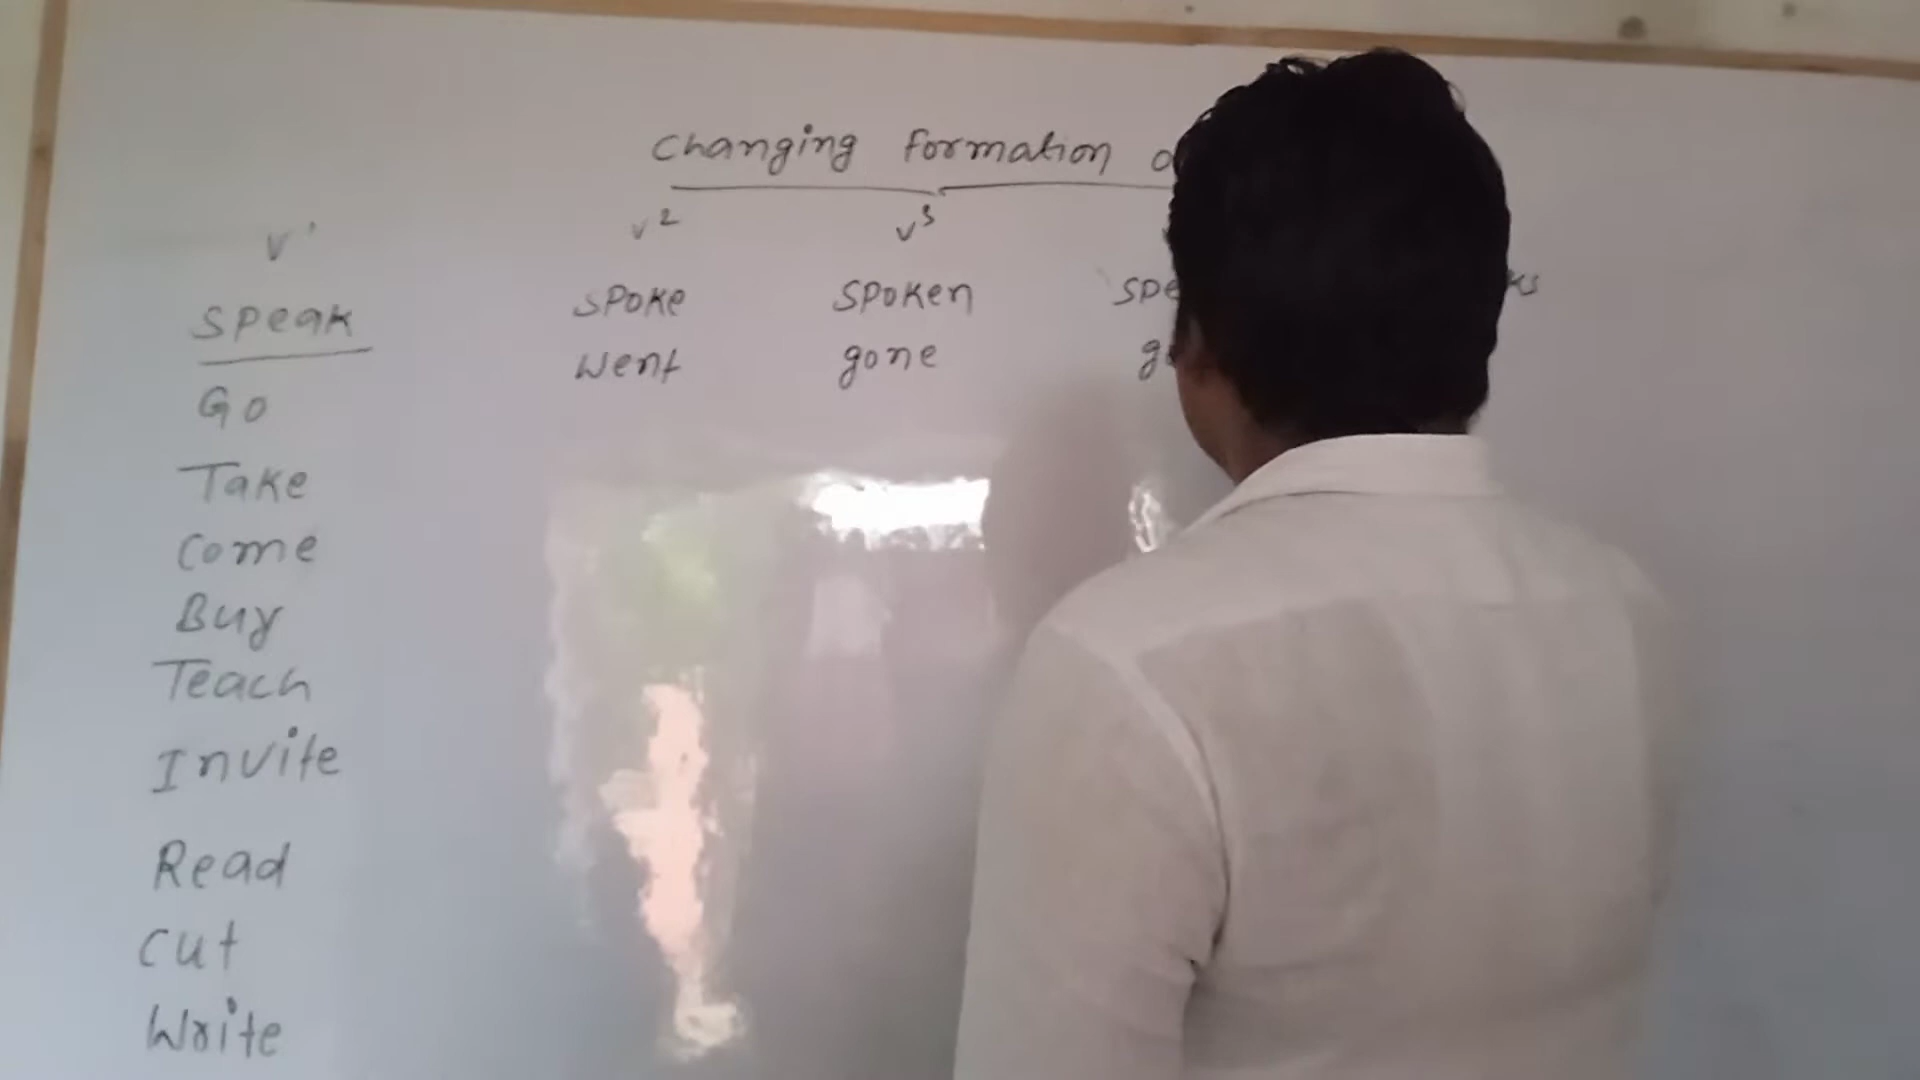 Changing formation
V1 V2 V3
Speak Spoke Spoken
Go Went gone
Take
Come
Buy
Teach
Invite
Read
Cut
Write